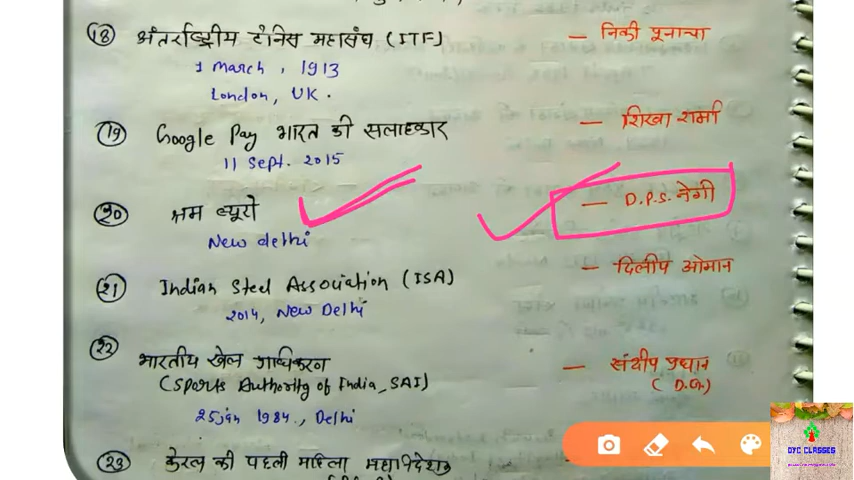 18 अंतर्राष्ट्रीय टेनिस महासंघ (ITF) — निकी पूनाचा
1 march, 1913
London, UK.
19 Google Pay भारत की सलाहकार — शिखा शर्मा
11 Sept. 2015
20 श्रम ब्यूरो — D.P.S. नेगी
New delhi
21 Indian Steel Association (ISA) — दिलीप ओमान
2014, New Delhi
22 भारतीय खेल प्राधिकरण — संदीप प्रधान
(Sports Authority of India_SAI) (D.G.)
25 jan 1984., Delhi
23 केरल की पहली महिला महानिदेशक
DYC CLASSES